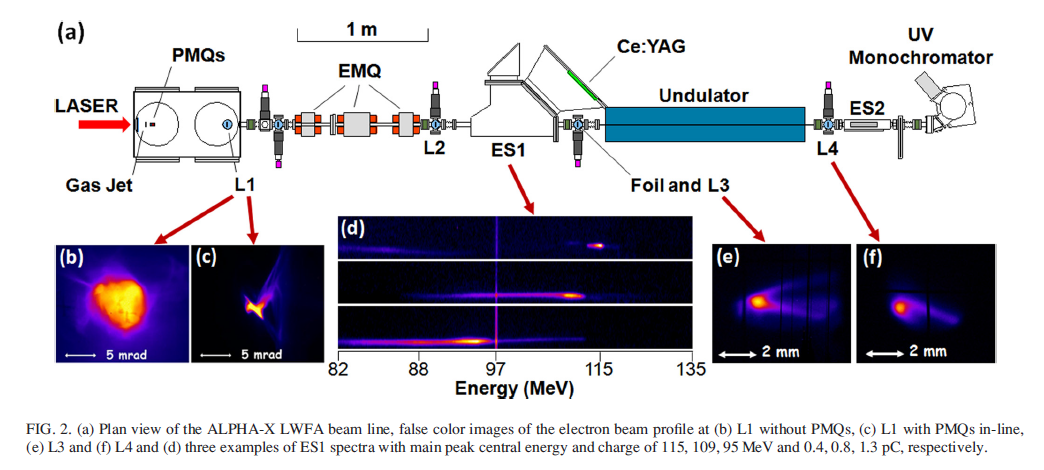 (a)
1 m
UV
Monochromator
PMQs
EMQ
Ce:YAG
LASER
Undulator
ES2
Gas Jet
L1
L2
ES1
Foil and L3
L4
(b)
5 mrad
(c)
5 mrad
(d)
82 88 97 115 135
Energy (MeV)
(e)
2 mm
(f)
2 mm
FIG. 2. (a) Plan view of the ALPHA-X LWFA beam line, false color images of the electron beam profile at (b) L1 without PMQs, (c) L1 with PMQs in-line,
(e) L3 and (f) L4 and (d) three examples of ES1 spectra with main peak central energy and charge of 115, 109, 95 MeV and 0.4, 0.8, 1.3 pC, respectively.